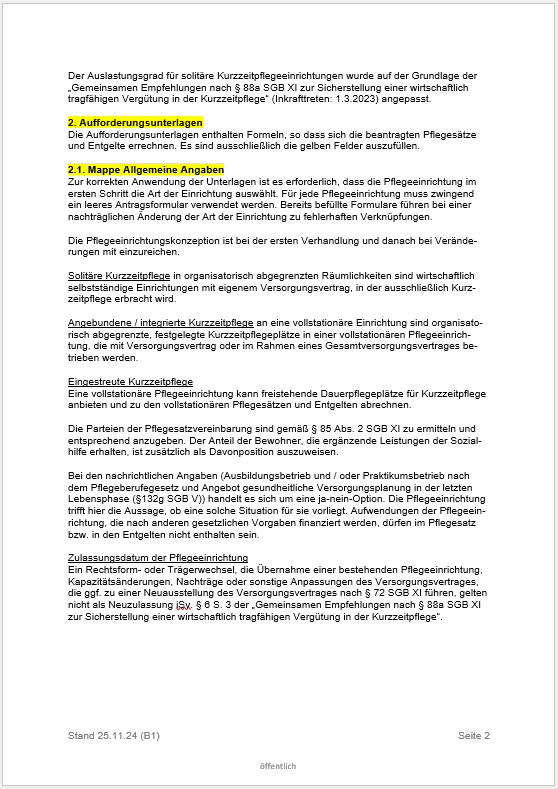 Der Auslastungsgrad für solitäre Kurzzeitpflegeeinrichtungen wurde auf der Grundlage der
„Gemeinsamen Empfehlungen nach § 88a SGB XI zur Sicherstellung einer wirtschaftlich
tragfähigen Vergütung in der Kurzzeitpflege“ (Inkrafttreten: 1.3.2023) angepasst.
2. Aufforderungsunterlagen
Die Aufforderungsunterlagen enthalten Formeln, so dass sich die beantragten Pflegesätze
und Entgelte errechnen. Es sind ausschließlich die gelben Felder auszufüllen.
2.1. Mappe Allgemeine Angaben
Zur korrekten Anwendung der Unterlagen ist es erforderlich, dass die Pflegeeinrichtung im
ersten Schritt die Art der Einrichtung auswählt. Für jede Pflegeeinrichtung muss zwingend
ein leeres Antragsformular verwendet werden. Bereits befüllte Formulare führen bei einer
nachträglichen Änderung der Art der Einrichtung zu fehlerhaften Verknüpfungen.
Die Pflegeeinrichtungskonzeption ist bei der ersten Verhandlung und danach bei Verände-
rungen mit einzureichen.
Solitäre Kurzzeitpflege in organisatorisch abgegrenzten Räumlichkeiten sind wirtschaftlich
selbstständige Einrichtungen mit eigenem Versorgungsvertrag, in der ausschließlich Kurz-
zeitpflege erbracht wird.
Angebundene / integrierte Kurzzeitpflege an eine vollstationäre Einrichtung sind organisato-
risch abgegrenzte, festgelegte Kurzzeitpflegeplätze in einer vollstationären Pflegeeinrich-
tung, die mit Versorgungsvertrag oder im Rahmen eines Gesamtversorgungsvertrages be-
trieben werden.
Eingestreute Kurzzeitpflege
Eine vollstationäre Pflegeeinrichtung kann freistehende Dauerpflegeplätze für Kurzzeitpflege
anbieten und zu den vollstationären Pflegesätzen und Entgelten abrechnen.
Die Parteien der Pflegesatzvereinbarung sind gemäß § 85 Abs. 2 SGB XI zu ermitteln und
entsprechend anzugeben. Der Anteil der Bewohner, die ergänzende Leistungen der Sozial-
hilfe erhalten, ist zusätzlich als Davonposition auszuweisen.
Bei den nachrichtlichen Angaben (Ausbildungsbetrieb und / oder Praktikumsbetrieb nach
dem Pflegeberufegesetz und Angebot gesundheitliche Versorgungsplanung in der letzten
Lebensphase (§132g SGB V)) handelt es sich um eine ja-nein-Option. Die Pflegeeinrichtung
trifft hier die Aussage, ob eine solche Situation für sie vorliegt. Aufwendungen der Pflegeein-
richtung, die nach anderen gesetzlichen Vorgaben finanziert werden, dürfen im Pflegesatz
bzw. in den Entgelten nicht enthalten sein.
Zulassungsdatum der Pflegeeinrichtung
Ein Rechtsform- oder Trägerwechsel, die Übernahme einer bestehenden Pflegeeinrichtung,
Kapazitätsänderungen, Nachträge oder sonstige Anpassungen des Versorgungsvertrages,
die ggf. zu einer Neuausstellung des Versorgungsvertrages nach § 72 SGB XI führen, gelten
nicht als Neuzulassung iSv. § 6 S. 3 der „Gemeinsamen Empfehlungen nach § 88a SGB XI
zur Sicherstellung einer wirtschaftlich tragfähigen Vergütung in der Kurzzeitpflege“.
Stand 25.11.24 (B1) Seite 2
öffentlich